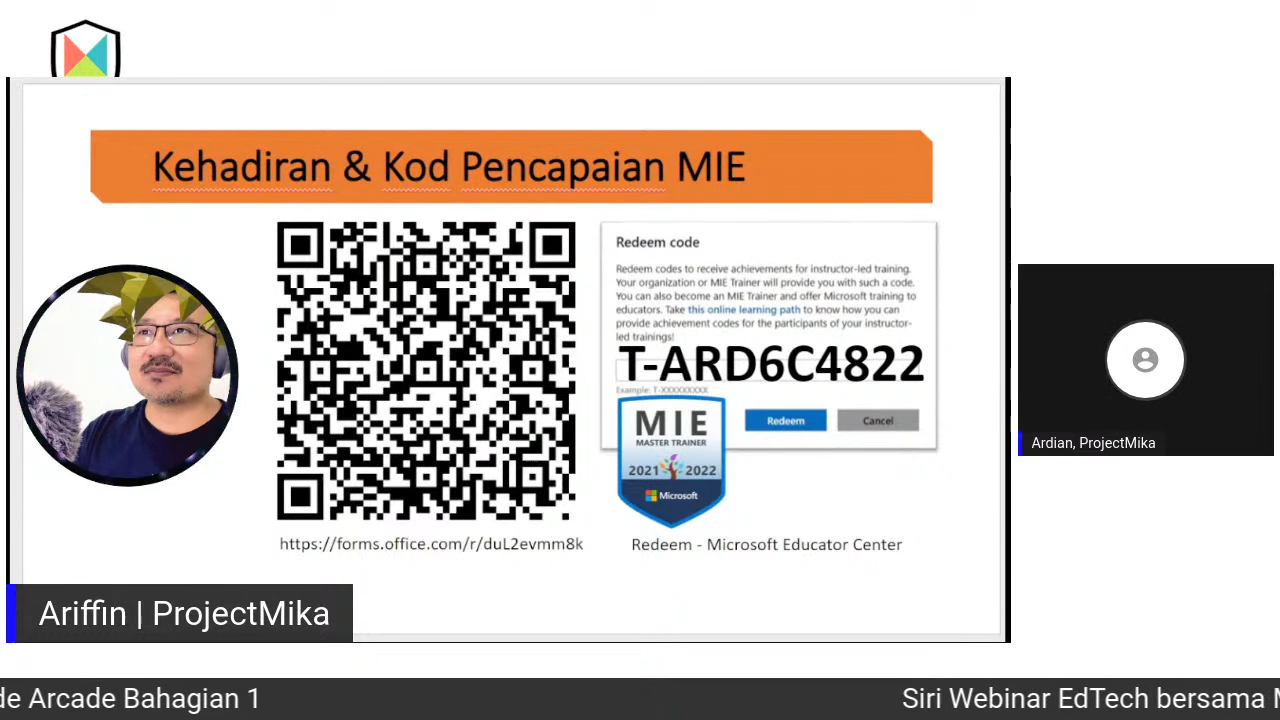 Kehadiran & Kod Pencapaian MIE
Redeem code
Redeem codes to receive achievements for instructor-led training.
Your organization or MIE Trainer will provide you with such a code.
You can also become an MIE Trainer and offer Microsoft training to
educators. Take this online learning path to know how you can
provide achievement codes for the participants of your instructor-
led trainings!
T-ARD6C4822
Example: T-XXXXXXXXX
Redeem
Cancel
MIE
MASTER TRAINER
2021 2022
Microsoft
https://forms.office.com/r/duL2evmm8k
Redeem - Microsoft Educator Center
Ardian, ProjectMika
Ariffin | ProjectMika
de Arcade Bahagian 1
Siri Webinar EdTech bersama M